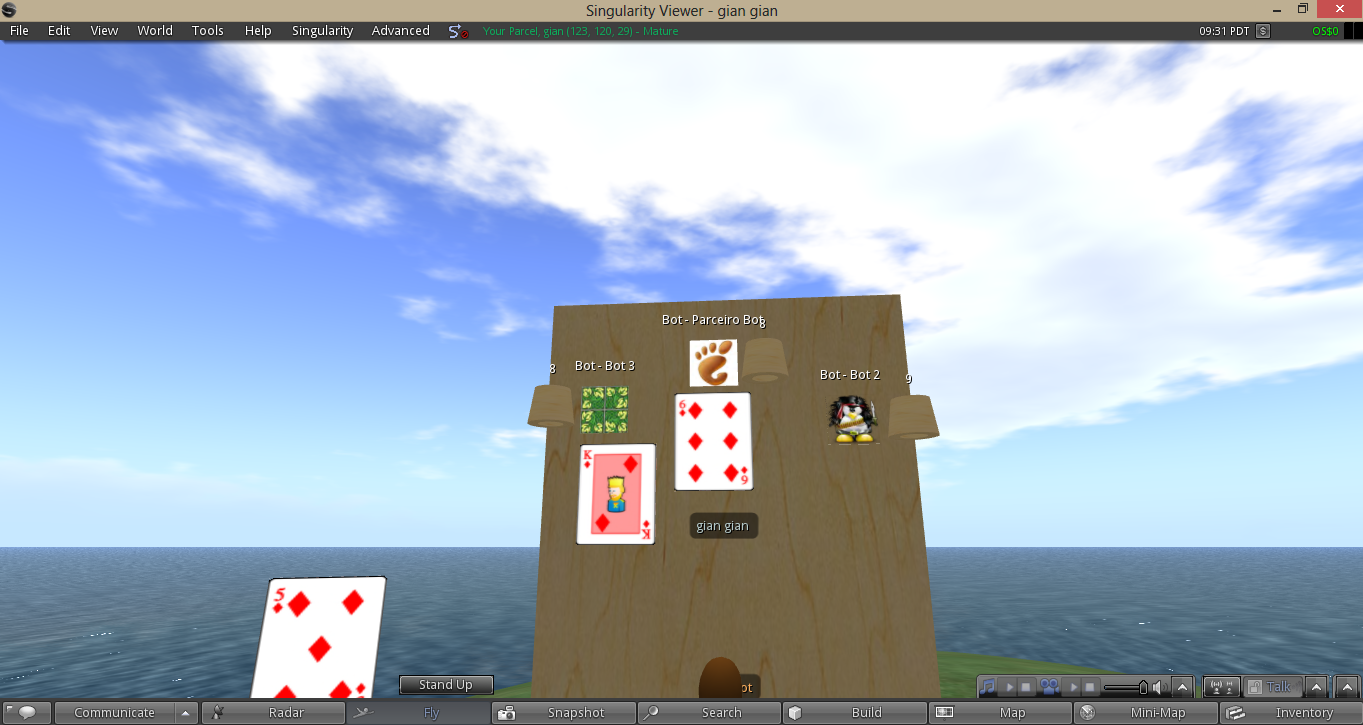 Singularity Viewer - gian gian
File Edit View World Tools Help Singularity Advanced Your Parcel, gian (123, 120, 29) - Mature 09:31 PDT $ OS$0
Bot - Parceiro Bot
8
8
Bot - Bot 3
Bot - Bot 2
9
6
9
K
K
gian gian
5
Stand Up
ot
Talk
Communicate Radar Fly Snapshot Search Build Map Mini-Map Inventory